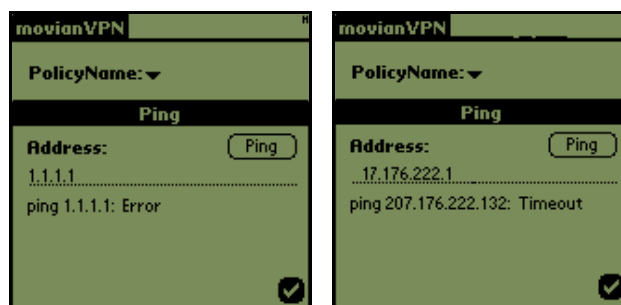 movianVPN
PolicyName:
Ping
Address: Ping
1.1.1.1
ping 1.1.1.1: Error
movianVPN
PolicyName:
Ping
Address: Ping
17.176.222.1
ping 207.176.222.132: Timeout